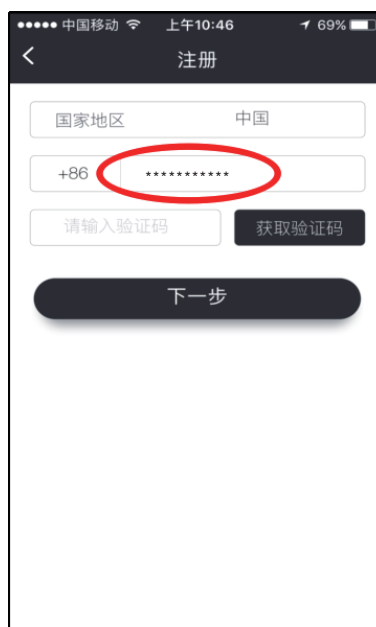 中国移动 上午10:46 69%
注册
国家地区 中国
+86 ***********
请输入验证码 获取验证码
下一步